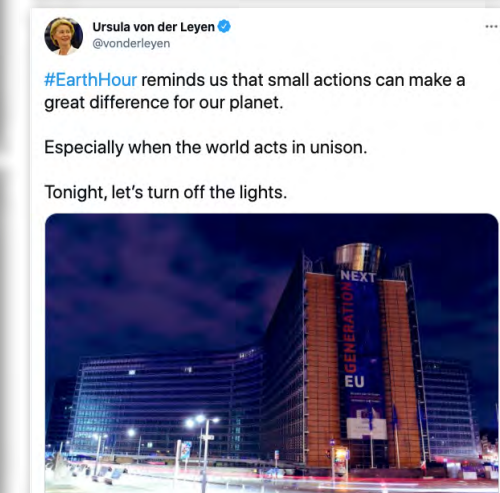 Ursula von der Leyen
@vonderleyen
#EarthHour reminds us that small actions can make a
great difference for our planet.
Especially when the world acts in unison.
Tonight, let's turn off the lights.
NEXT
GENERATION
EU